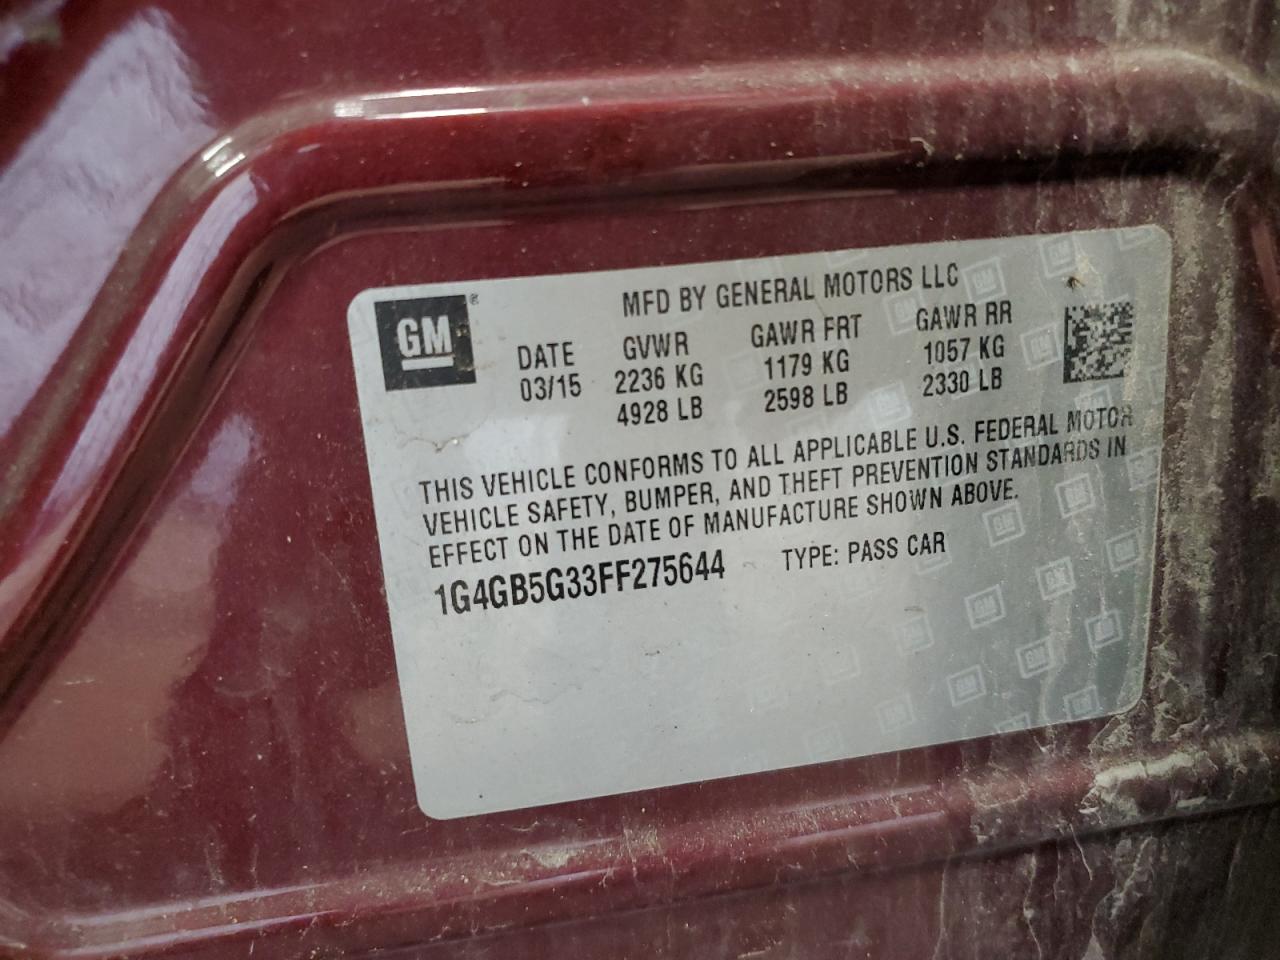 GM®
MFD BY GENERAL MOTORS LLC
DATE GVWR GAWR FRT GAWR RR
03/15 2236 KG 1179 KG 1057 KG
4928 LB 2598 LB 2330 LB
THIS VEHICLE CONFORMS TO ALL APPLICABLE U.S. FEDERAL MOTOR
VEHICLE SAFETY, BUMPER, AND THEFT PREVENTION STANDARDS IN
EFFECT ON THE DATE OF MANUFACTURE SHOWN ABOVE.
1G4GB5G33FF275644 TYPE: PASS CAR